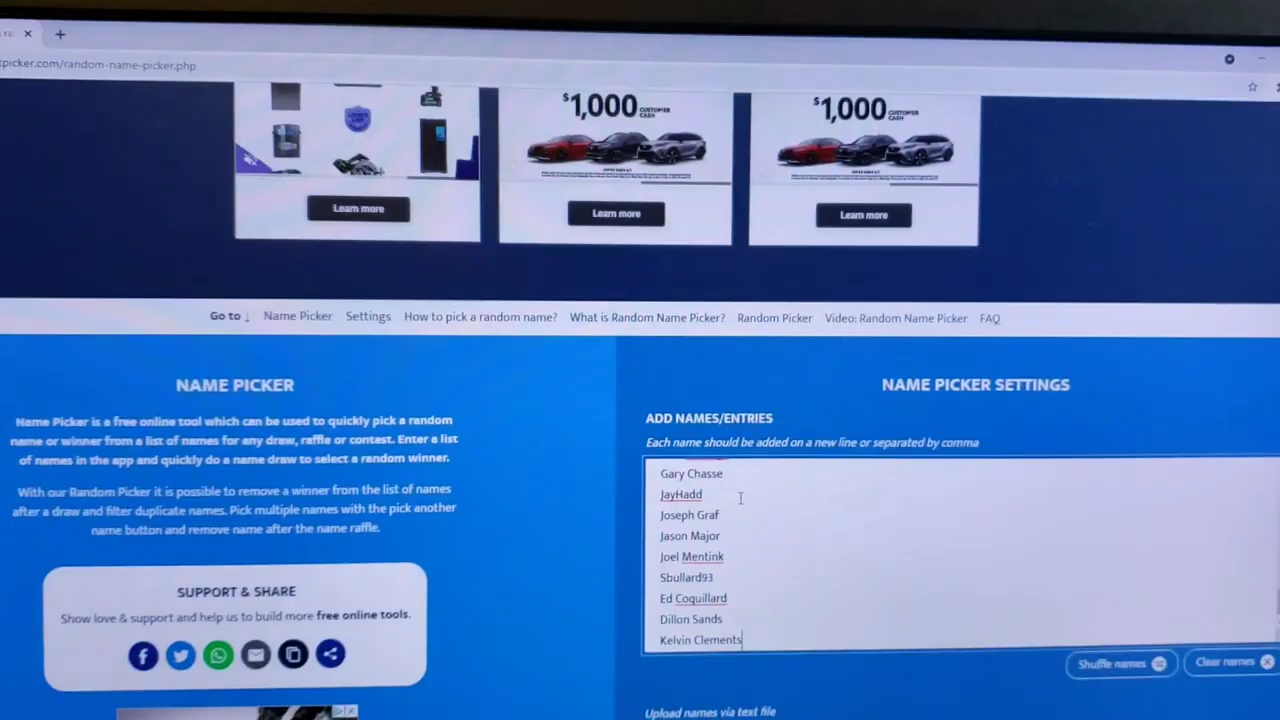 tpicker.com/random-name-picker.php
$1,000 CUSTOMER CASH
$1,000 CUSTOMER CASH
Learn more
Learn more
Learn more
Go to ↓ Name Picker Settings How to pick a random name? What is Random Name Picker? Random Picker Video: Random Name Picker FAQ
NAME PICKER
Name Picker is a free online tool which can be used to quickly pick a random
name or winner from a list of names for any draw, raffle or contest. Enter a list
of names in the app and quickly do a name draw to select a random winner.
With our Random Picker it is possible to remove a winner from the list of names
after a draw and filter duplicate names. Pick multiple names with the pick another
name button and remove name after the name raffle.
SUPPORT & SHARE
Show love & support and help us to build more free online tools.
NAME PICKER SETTINGS
ADD NAMES/ENTRIES
Each name should be added on a new line or separated by comma
Gary Chasse
JayHadd
Joseph Graf
Jason Major
Joel Mentink
Sbullard93
Ed Coquillard
Dillon Sands
Kelvin Clements
Shuffle names
Clear names
Upload names via text file